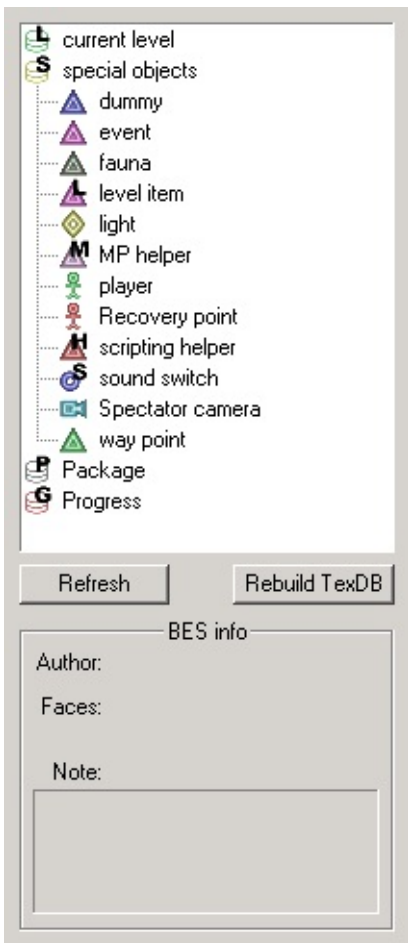 L current level
S special objects
dummy
event
fauna
L level item
light
M MP helper
player
Recovery point
H scripting helper
S sound switch
Spectator camera
way point
P Package
G Progress
Refresh Rebuild TexDB
BES info
Author:
Faces:
Note: